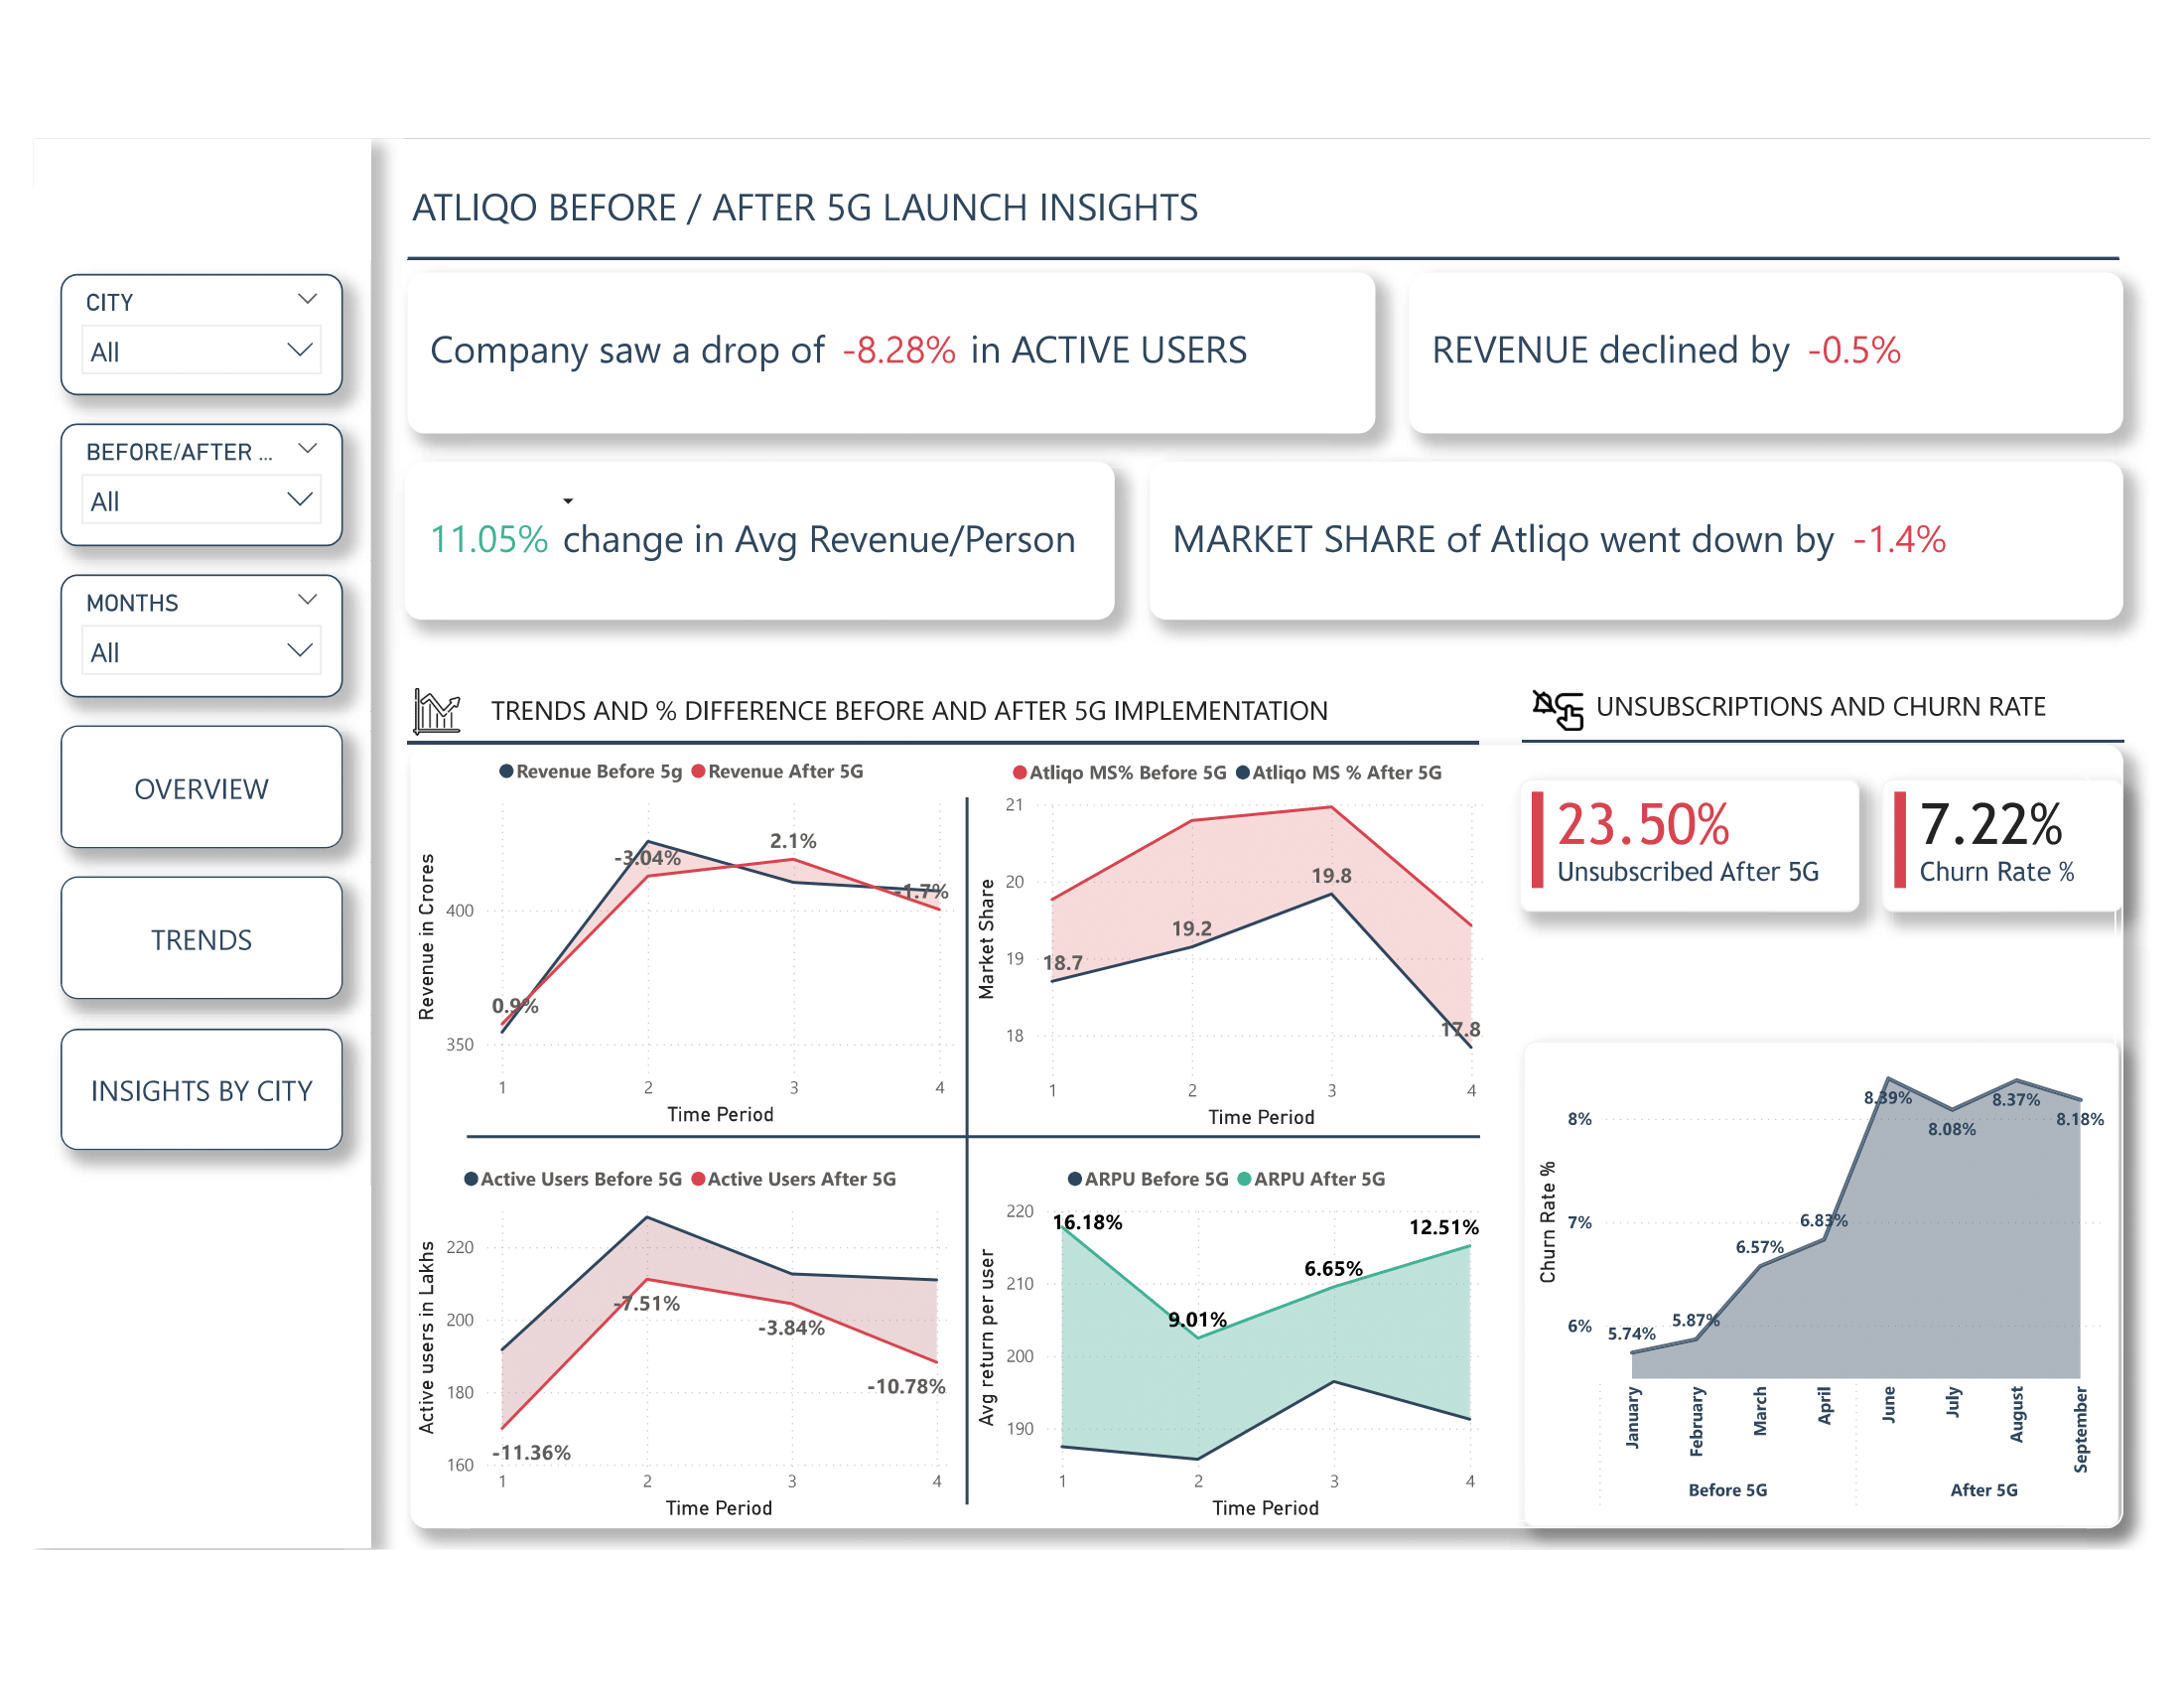 ATLIQO BEFORE / AFTER 5G LAUNCH INSIGHTS
CITY
All
BEFORE/AFTER ...
All
MONTHS
All
OVERVIEW
TRENDS
INSIGHTS BY CITY
Company saw a drop of -8.28% in ACTIVE USERS
REVENUE declined by -0.5%
11.05% change in Avg Revenue/Person
MARKET SHARE of Atliqo went down by -1.4%
TRENDS AND % DIFFERENCE BEFORE AND AFTER 5G IMPLEMENTATION
Revenue Before 5g Revenue After 5G
Revenue in Crores
400
350
0.9%
-3.04%
2.1%
-1.7%
1 2 3 4
Time Period
Atliqo MS% Before 5G Atliqo MS % After 5G
Market Share
21
20
19
18
18.7
19.2
19.8
17.8
1 2 3 4
Time Period
Active Users Before 5G Active Users After 5G
Active users in Lakhs
220
200
180
160
-11.36%
-7.51%
-3.84%
-10.78%
1 2 3 4
Time Period
ARPU Before 5G ARPU After 5G
Avg return per user
220
210
200
190
16.18%
9.01%
6.65%
12.51%
1 2 3 4
Time Period
UNSUBSCRIPTIONS AND CHURN RATE
23.50%
Unsubscribed After 5G
7.22%
Churn Rate %
Churn Rate %
8%
7%
6%
5.74%
5.87%
6.57%
6.83%
8.39%
8.08%
8.37%
8.18%
January
February
March
April
June
July
August
September
Before 5G
After 5G